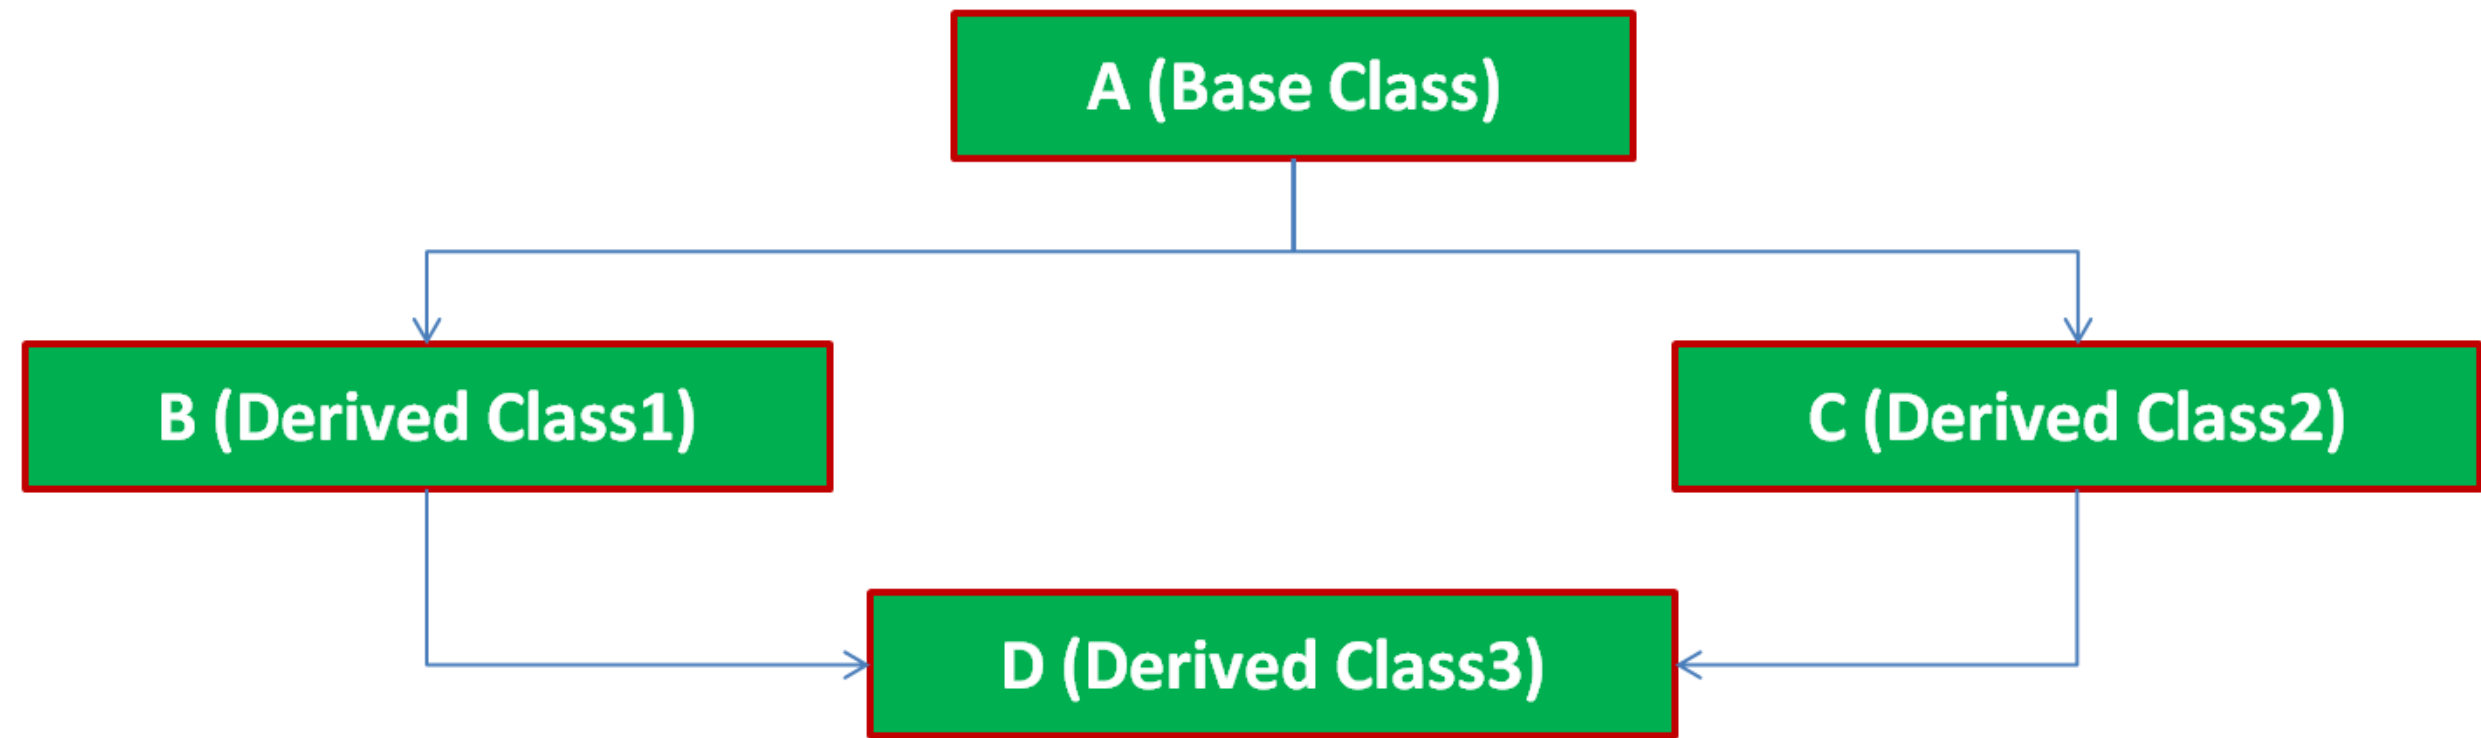 A (Base Class)
B (Derived Class1)
C (Derived Class2)
D (Derived Class3)